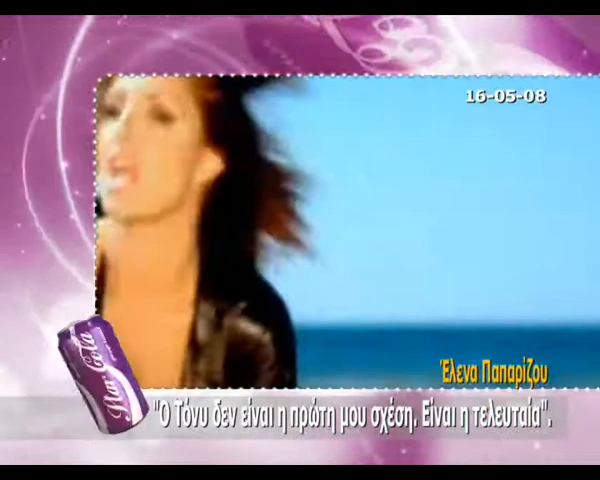 16-05-08
Έλενα Παπαρίζου
"Ο Τόνυ δεν είναι η πρώτη μου σχέση. Είναι η τελευταία".